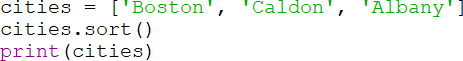 cities = ['Boston', 'Caldon', 'Albany']
cities.sort()
print(cities)